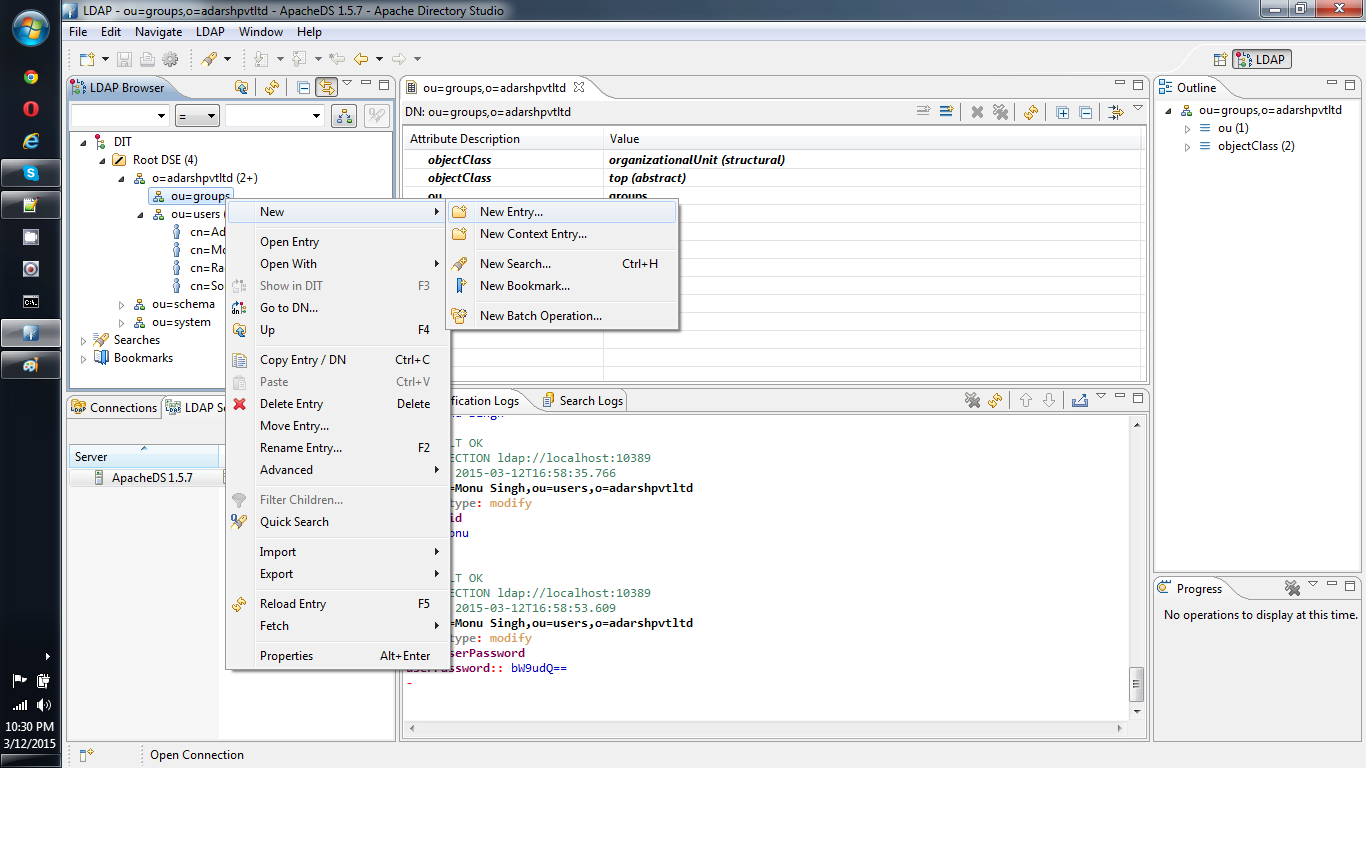 LDAP - ou=groups,o=adarshpvtltd - ApacheDS 1.5.7 - Apache Directory Studio
File Edit Navigate LDAP Window Help
LDAP
LDAP Browser
=
DIT
Root DSE (4)
o=adarshpvtltd (2+)
ou=groups
ou=users (
cn=Ad
cn=Mo
cn=Ra
cn=So
ou=schema
ou=system
Searches
Bookmarks
New
Open Entry
Open With
Show in DIT F3
Go to DN...
Up F4
Copy Entry / DN Ctrl+C
Paste Ctrl+V
Delete Entry Delete
Move Entry...
Rename Entry... F2
Advanced
Filter Children...
Quick Search
Import
Export
Reload Entry F5
Fetch
Properties Alt+Enter
New Entry...
New Context Entry...
New Search... Ctrl+H
New Bookmark...
New Batch Operation...
ou=groups,o=adarshpvtltd
DN: ou=groups,o=adarshpvtltd
Attribute Description Value
objectClass organizationalUnit (structural)
objectClass top (abstract)
ou groups
Outline
ou=groups,o=adarshpvtltd
ou (1)
objectClass (2)
Connections LDAP Se
Server
ApacheDS 1.5.7
fication Logs Search Logs
nu Singh
LT OK
ECTION ldap://localhost:10389
2015-03-12T16:58:35.766
=Monu Singh,ou=users,o=adarshpvtltd
type: modify
id
onu
LT OK
ECTION ldap://localhost:10389
2015-03-12T16:58:53.609
=Monu Singh,ou=users,o=adarshpvtltd
type: modify
serPassword
userPassword:: bW9udQ==
-
Progress
No operations to display at this time.
10:30 PM
3/12/2015
Open Connection